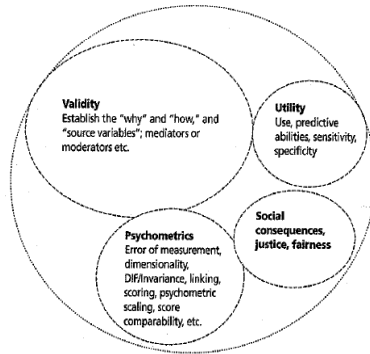 Validity
Establish the "why" and "how," and
"source variables"; mediators or
moderators etc.
Utility
Use, predictive
abilities, sensitivity,
specificity
Social
consequences,
justice, fairness
Psychometrics
Error of measurement,
dimensionality,
DIF/Invariance, linking,
scoring, psychometric
scaling, score
comparability, etc.